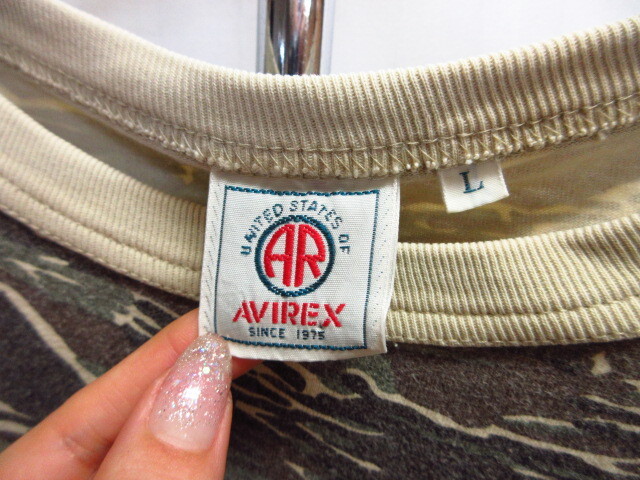 UNITED STATES OF
AR
AVIREX
SINCE 1975
L